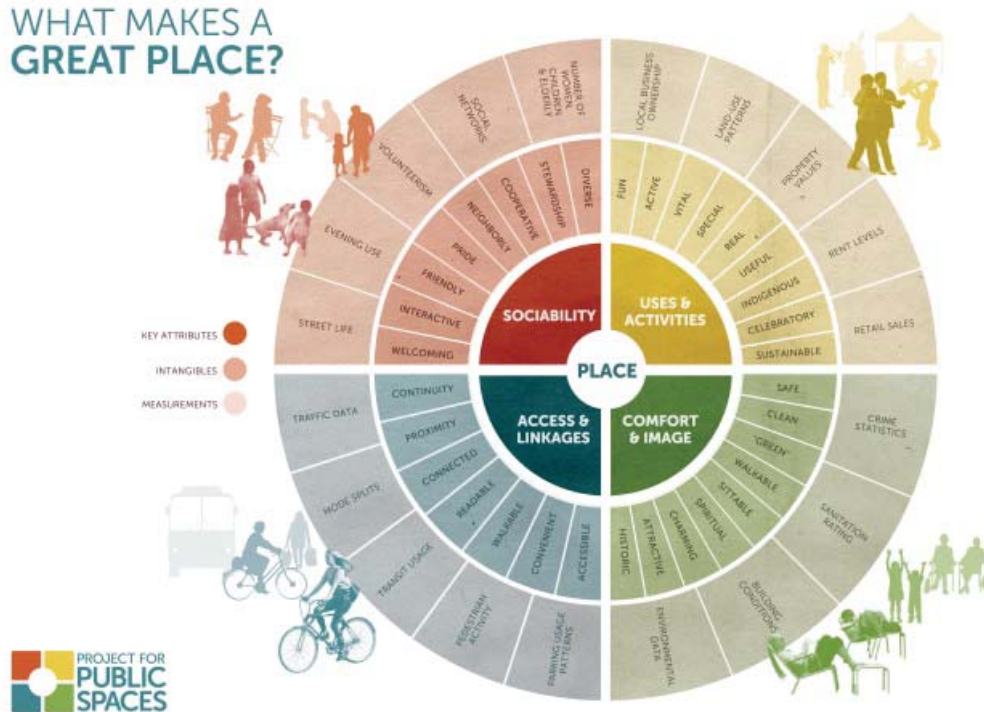 WHAT MAKES A
GREAT PLACE?
NUMBER OF
WOMEN,
CHILDREN
& ELDERLY
SOCIAL
NETWORKS
VOLUNTEERISM
EVENING USE
STREET LIFE
LOCAL BUSINESS
OWNERSHIP
LAND-USE
PATTERNS
PROPERTY
VALUES
RENT LEVELS
RETAIL SALES
DIVERSE
STEWARDSHIP
COOPERATIVE
NEIGHBORLY
PRIDE
FRIENDLY
INTERACTIVE
WELCOMING
FUN
ACTIVE
VITAL
SPECIAL
REAL
USEFUL
INDIGENOUS
CELEBRATORY
SUSTAINABLE
SOCIABILITY
USES &
ACTIVITIES
PLACE
ACCESS &
LINKAGES
COMFORT
& IMAGE
KEY ATTRIBUTES
INTANGIBLES
MEASUREMENTS
CONTINUITY
PROXIMITY
CONNECTED
READABLE
WALKABLE
CONVENIENT
ACCESSIBLE
SAFE
CLEAN
"GREEN"
WALKABLE
SITTABLE
SPIRITUAL
CHARMING
ATTRACTIVE
HISTORIC
TRAFFIC DATA
MODE SPLITS
TRANSIT USAGE
PEDESTRIAN
ACTIVITY
PARKING USAGE
PATTERNS
CRIME
STATISTICS
SANITATION
RATING
BUILDING
CONDITIONS
ENVIRONMENTAL
DATA
PROJECT FOR
PUBLIC
SPACES